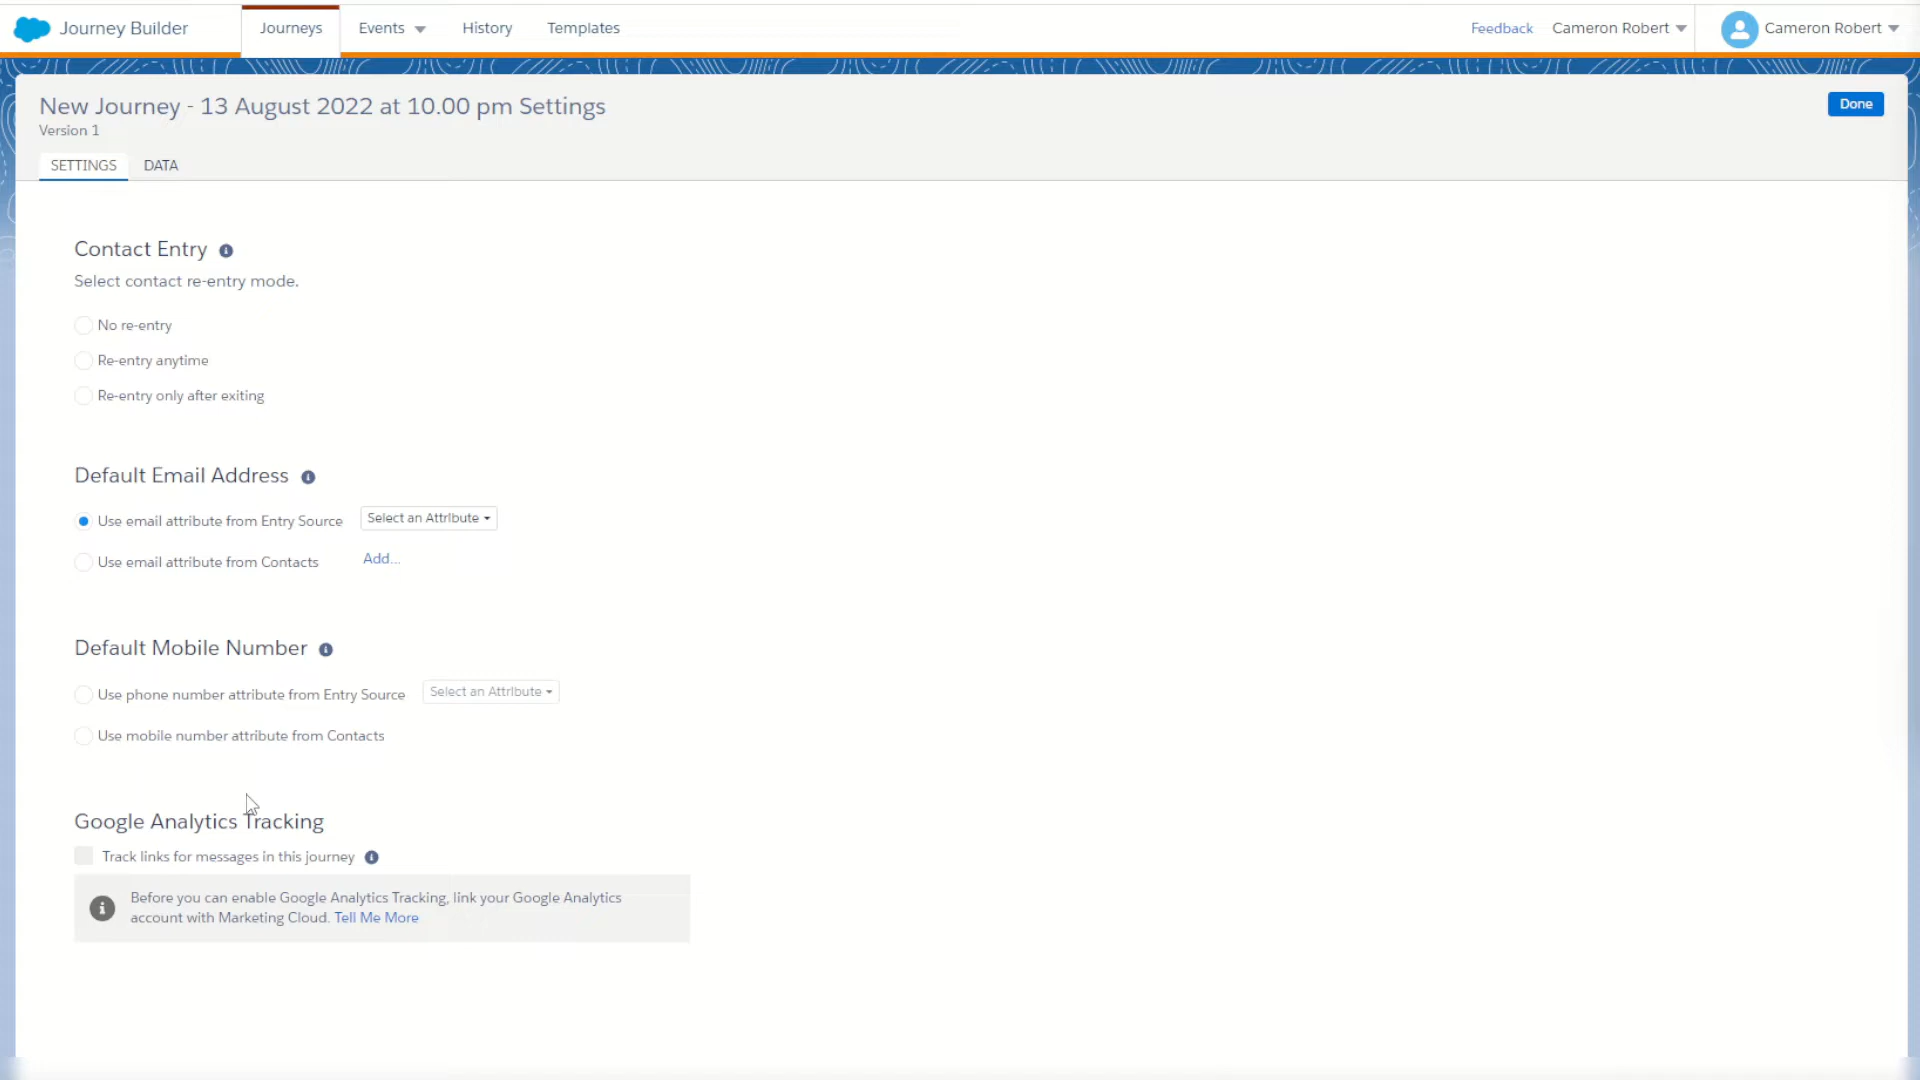 Journey Builder
Journeys
Events
History
Templates
Feedback
Cameron Robert
Cameron Robert
New Journey - 13 August 2022 at 10.00 pm Settings
Done
Version 1
SETTINGS
DATA
Contact Entry
Select contact re-entry mode.
No re-entry
Re-entry anytime
Re-entry only after exiting
Default Email Address
Use email attribute from Entry Source
Select an Attribute
Use email attribute from Contacts
Add...
Default Mobile Number
Use phone number attribute from Entry Source
Select an Attribute
Use mobile number attribute from Contacts
Google Analytics Tracking
Track links for messages in this journey
Before you can enable Google Analytics Tracking, link your Google Analytics
account with Marketing Cloud. Tell Me More